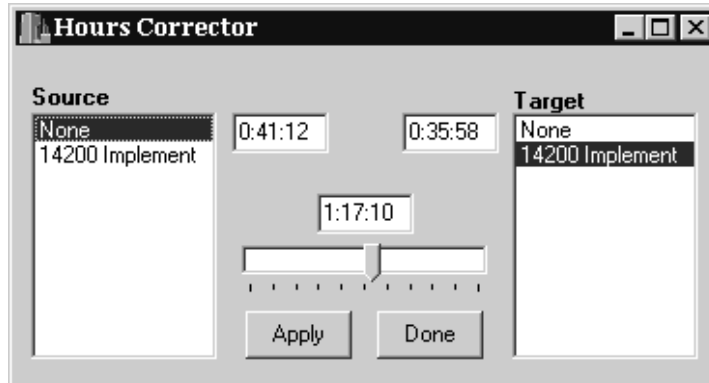 Hours Corrector
Source
Target
None
14200 Implement
0:41:12
0:35:58
None
14200 Implement
1:17:10
Apply
Done